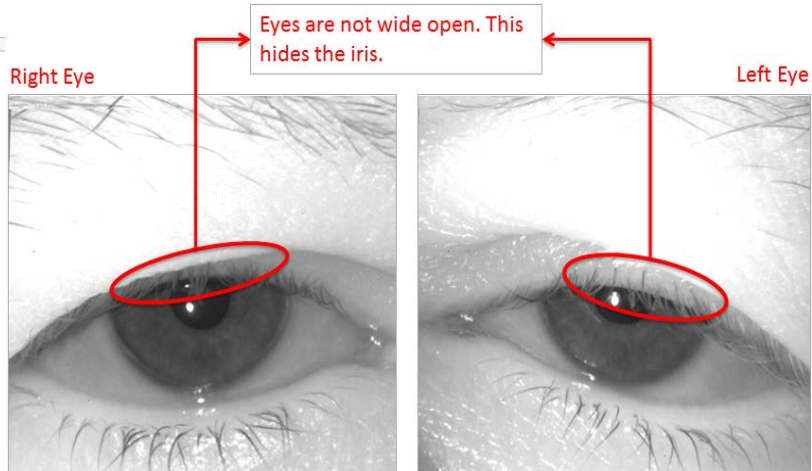 Eyes are not wide open. This
hides the iris.
Right Eye
Left Eye